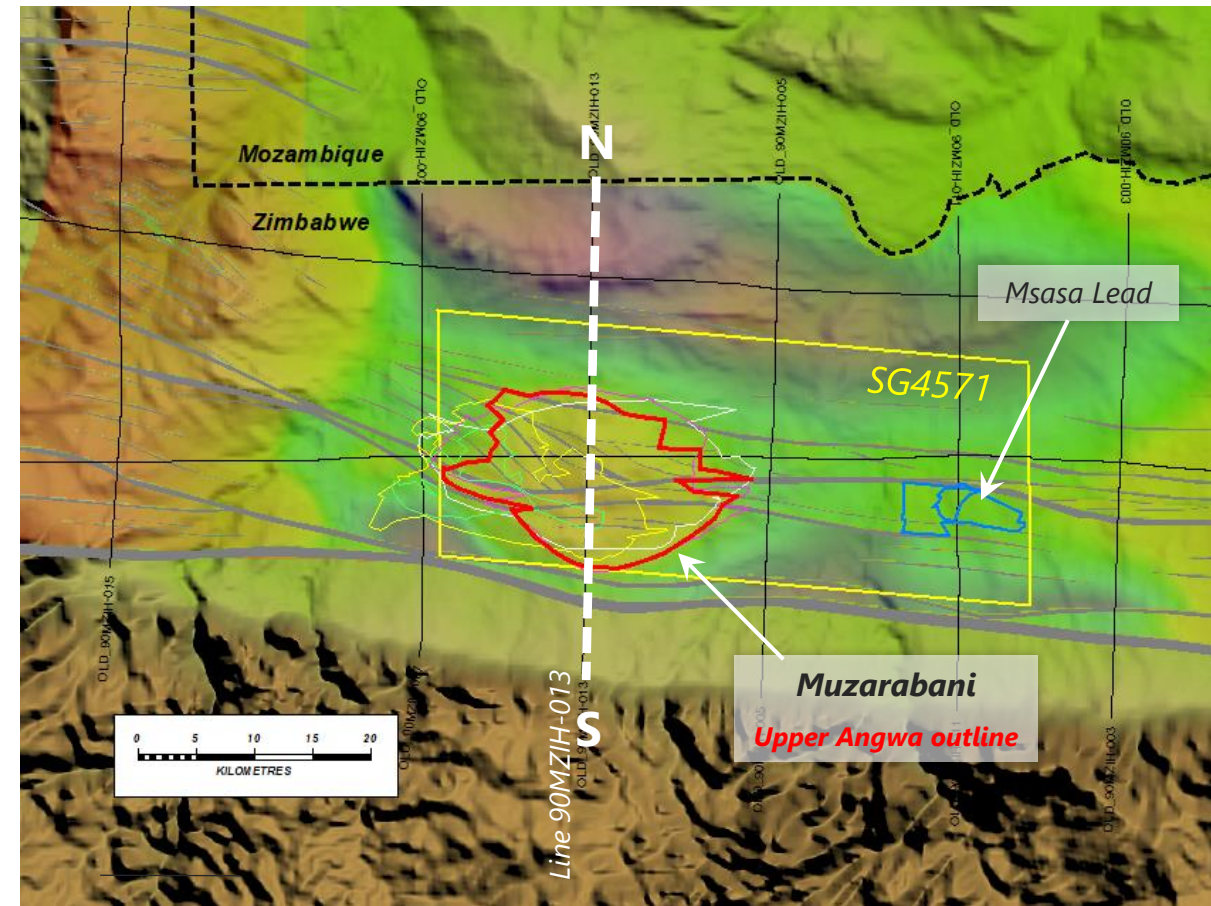 OLD_90MZIH-013
OLD_90MZIH-005
OLD_90MZIH-003
N
Mozambique
Zimbabwe
Msasa Lead
SG4571
OLD_90MZIH-015
Muzarabani
Upper Angwa outline
S
Line 90MZIH-013
0 5 10 15 20
KILOMETRES